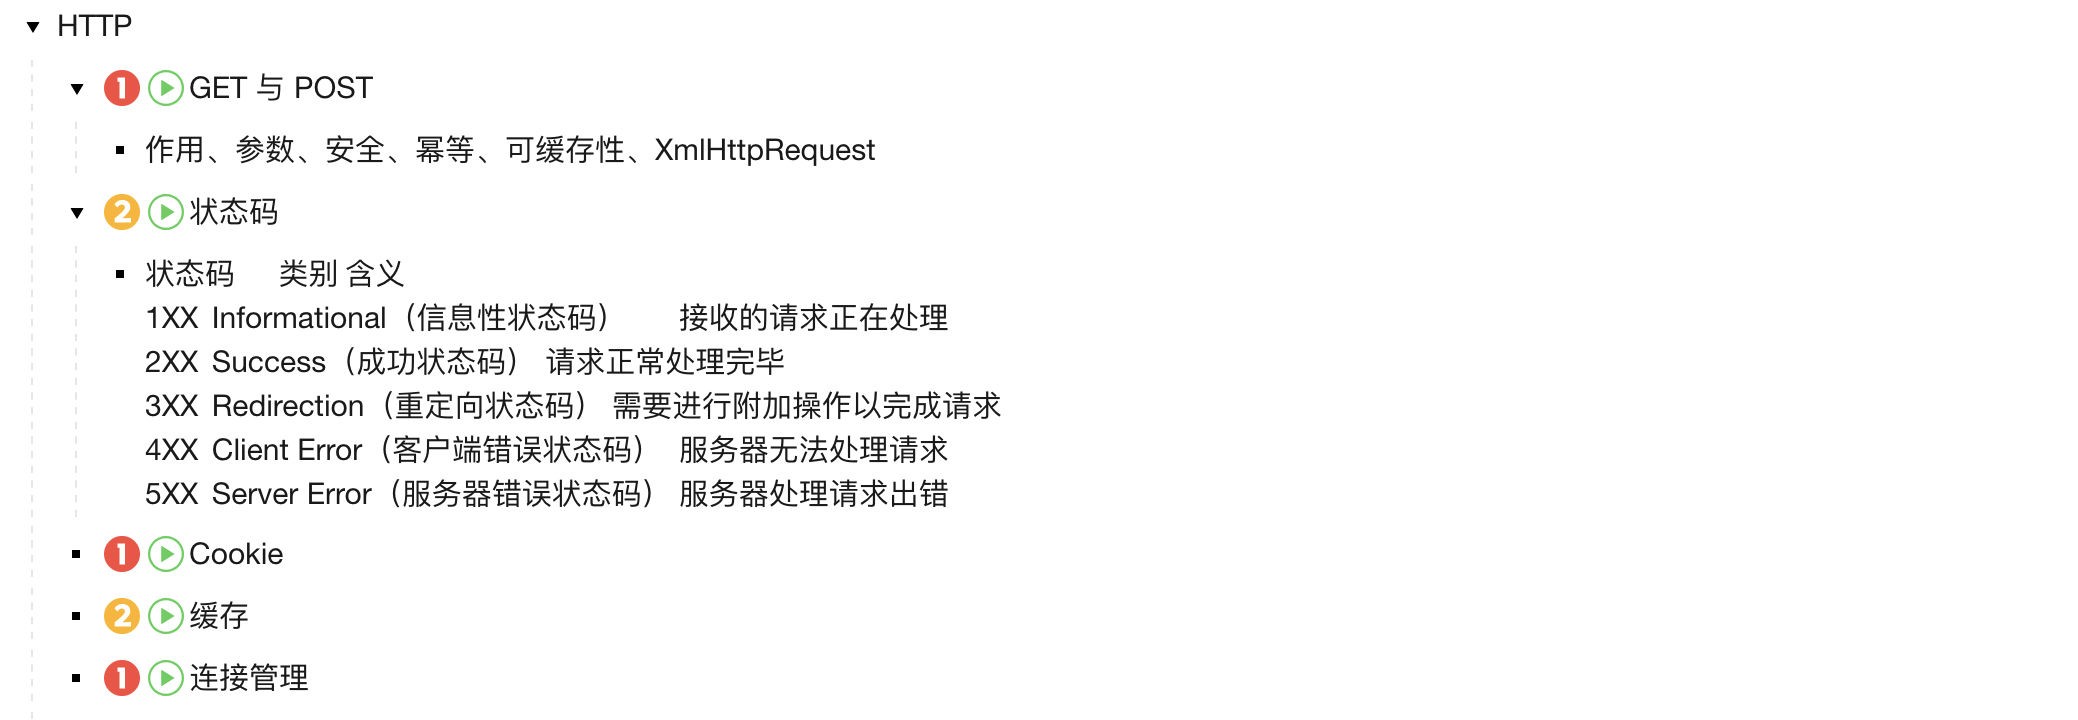 HTTP
1 GET 与 POST
作用、参数、安全、幂等、可缓存性、XmlHttpRequest
2 状态码
状态码 类别 含义
1XX Informational（信息性状态码） 接收的请求正在处理
2XX Success（成功状态码） 请求正常处理完毕
3XX Redirection（重定向状态码） 需要进行附加操作以完成请求
4XX Client Error（客户端错误状态码） 服务器无法处理请求
5XX Server Error（服务器错误状态码） 服务器处理请求出错
1 Cookie
2 缓存
1 连接管理